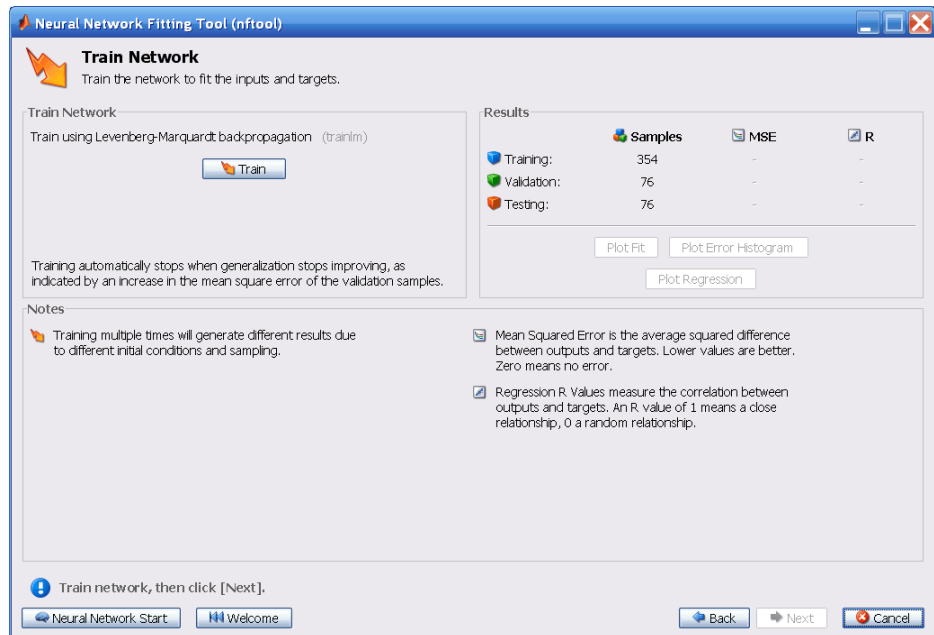 Neural Network Fitting Tool (nftool)
Train Network
Train the network to fit the inputs and targets.
Train Network
Train using Levenberg-Marquardt backpropagation (trainlm)
Train
Training automatically stops when generalization stops improving, as
indicated by an increase in the mean square error of the validation samples.
Results
Samples MSE R
Training: 354 - -
Validation: 76 - -
Testing: 76 - -
Plot Fit Plot Error Histogram
Plot Regression
Notes
Training multiple times will generate different results due
to different initial conditions and sampling.
Mean Squared Error is the average squared difference
between outputs and targets. Lower values are better.
Zero means no error.
Regression R Values measure the correlation between
outputs and targets. An R value of 1 means a close
relationship, 0 a random relationship.
Train network, then click [Next].
Neural Network Start Welcome Back Next Cancel